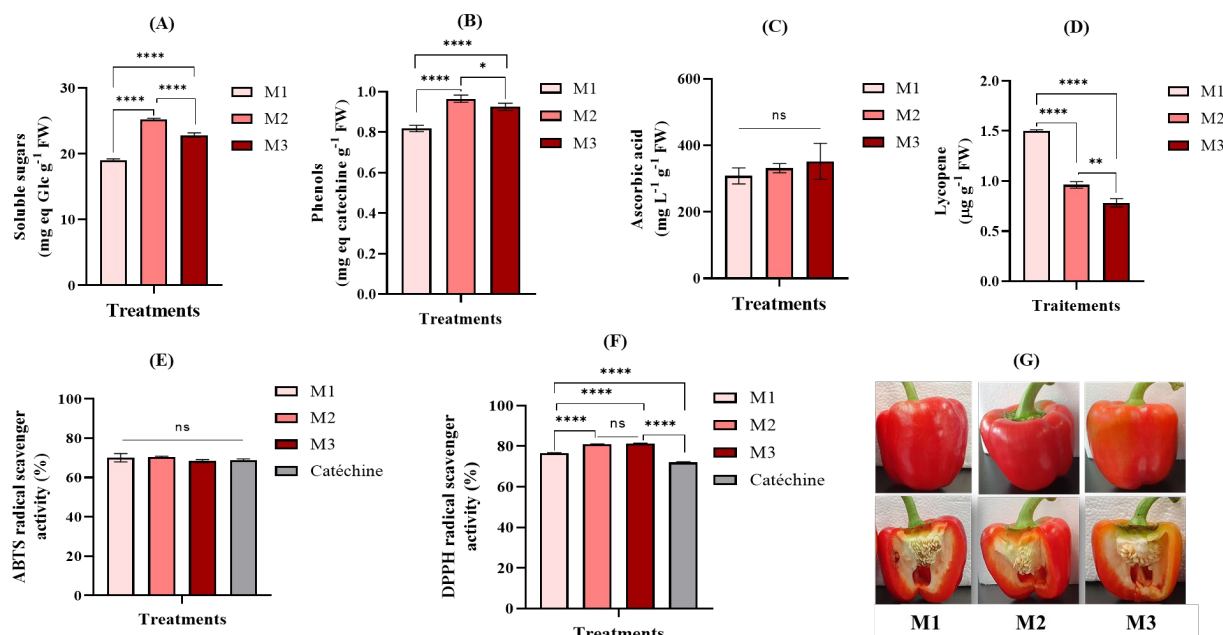 (A)
****
****
****
30
20
10
0
Soluble sugars
(mg eq Glc g-1 FW)
Treatments
M1
M2
M3
(B)
****
****
*
1.0
0.8
0.6
0.4
0.2
0.0
Phenols
(mg eq catechine g-1 FW)
Treatments
M1
M2
M3
(C)
ns
600
400
200
0
Ascorbic acid
(mg L-1 g-1 FW)
Treatments
M1
M2
M3
(D)
****
****
**
2.0
1.5
1.0
0.5
0.0
Lycopene
(µg g-1 FW)
Traitements
M1
M2
M3
(E)
ns
100
80
60
40
20
0
ABTS radical scavenger
activity (%)
Treatments
M1
M2
M3
Catéchine
(F)
****
****
****
ns
****
100
80
60
40
20
0
DPPH radical scavenger
activity (%)
Treatments
M1
M2
M3
Catéchine
(G)
M1 M2 M3